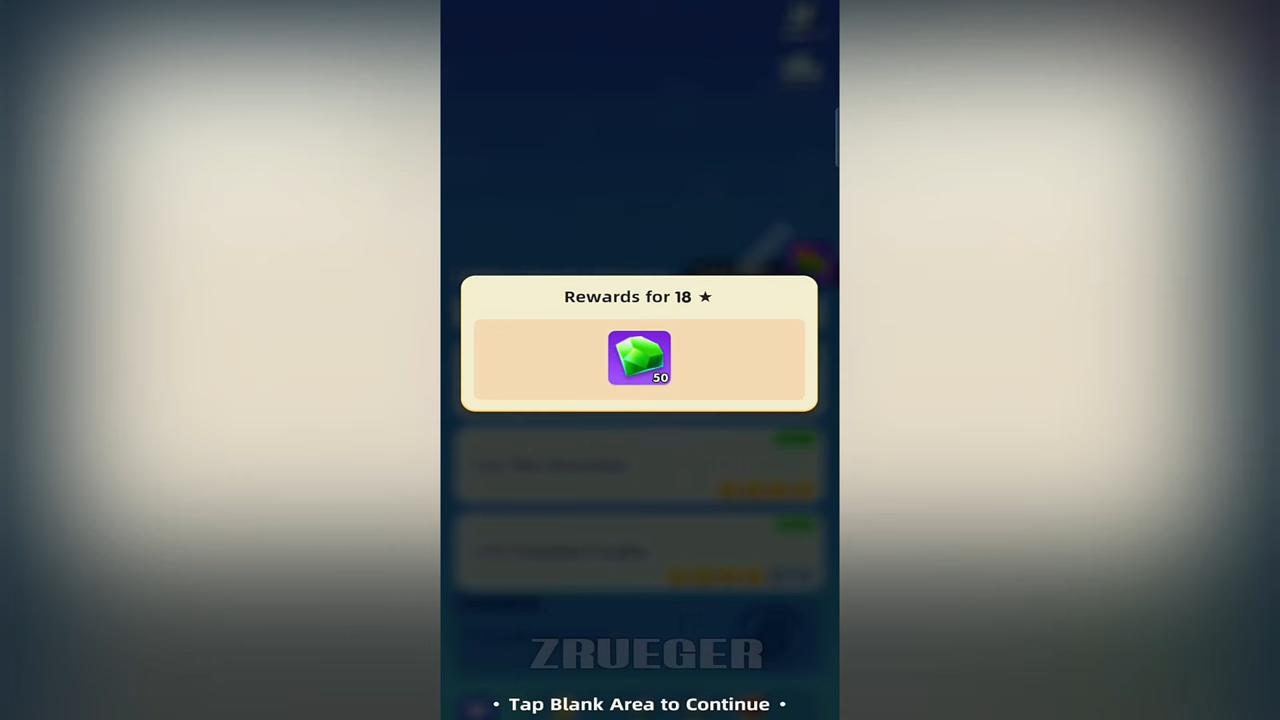 Rewards for 18 ★
50
ZRUEGER
• Tap Blank Area to Continue •